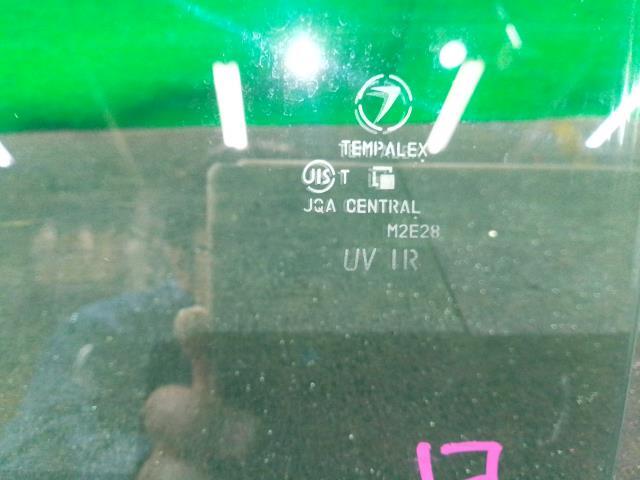 TEMPALEX
JIS T
JQA CENTRAL
M2E28
UV IR